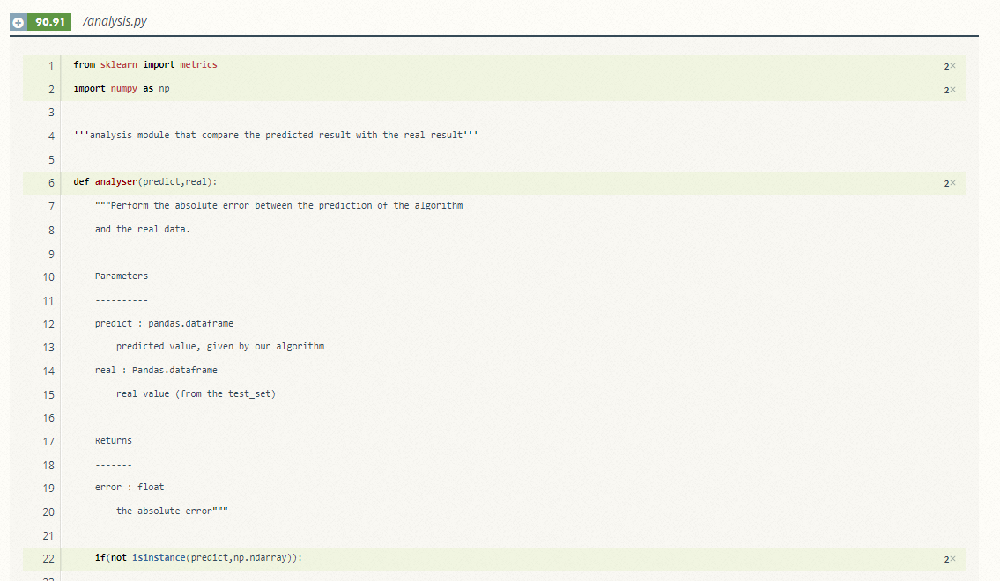 90.91 /analysis.py
1 from sklearn import metrics 2×
2 import numpy as np 2×
3
4 '''analysis module that compare the predicted result with the real result'''
5
6 def analyser(predict,real): 2×
7 """Perform the absolute error between the prediction of the algorithm
8 and the real data.
9
10 Parameters
11 ----------
12 predict : pandas.dataframe
13 predicted value, given by our algorithm
14 real : Pandas.dataframe
15 real value (from the test_set)
16
17 Returns
18 -------
19 error : float
20 the absolute error"""
21
22 if(not isinstance(predict,np.ndarray)): 2×